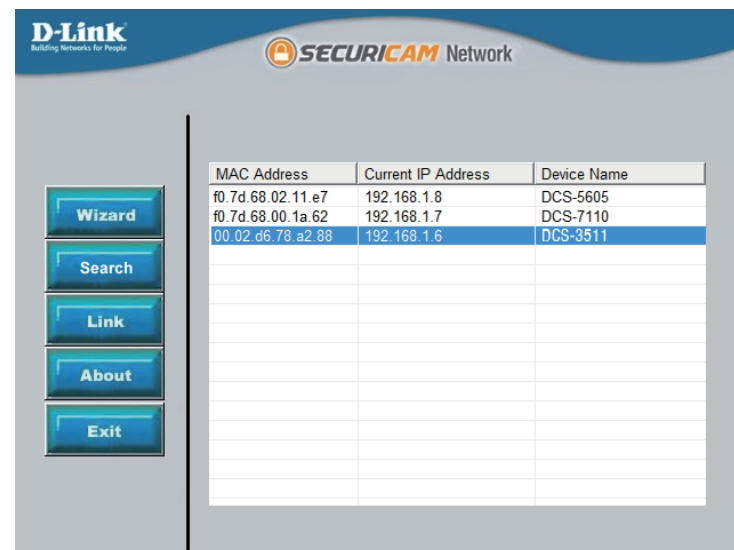 D-Link
Building Networks for People
SECURICAM Network
MAC Address Current IP Address Device Name
f0.7d.68.02.11.e7 192.168.1.8 DCS-5605
f0.7d.68.00.1a.62 192.168.1.7 DCS-7110
00.02.d6.78.a2.88 192.168.1.6 DCS-3511
Wizard
Search
Link
About
Exit